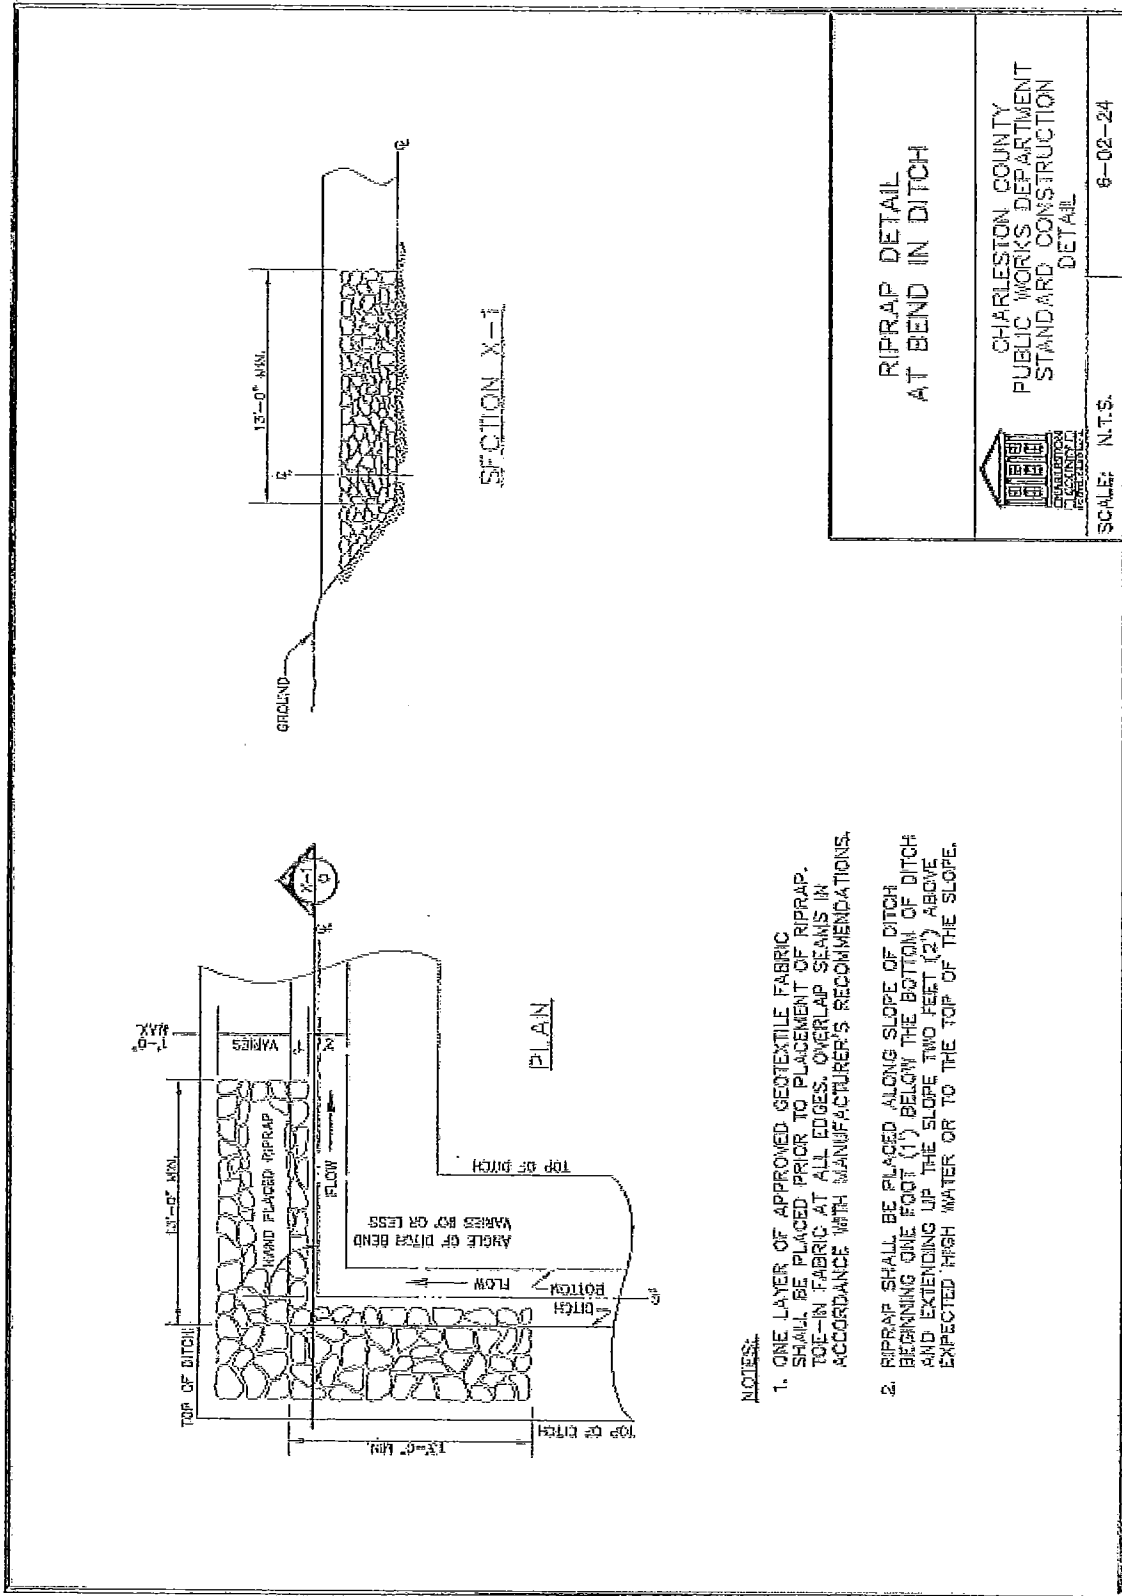 TOP OF DITCH
13'-0" MIN.
1'-0"
MAX.
VARIES
HAND PLACED RIPRAP
1'
2'
FLOW
℄
X-1
ANGLE OF DITCH BEND
FLOW
DITCH
BOTTOM
TOP OF DITCH
TOP OF DITCH
13'-0" MIN.
℄
PLAN
GROUND
13'-0" MIN.
℄
℄
SECTION X-1
NOTES:
1. ONE LAYER OF APPROVED GEOTEXTILE FABRIC
SHALL BE PLACED PRIOR TO PLACEMENT OF RIPRAP.
TOE-IN FABRIC AT ALL EDGES. OVERLAP SEAMS IN
ACCORDANCE WITH MANUFACTURER'S RECOMMENDATIONS.
2. RIPRAP SHALL BE PLACED ALONG SLOPE OF DITCH
BEGINNING ONE FOOT (1') BELOW THE BOTTOM OF DITCH
AND EXTENDING UP THE SLOPE TWO FEET (2') ABOVE
EXPECTED HIGH WATER OR TO THE TOP OF THE SLOPE.
RIPRAP DETAIL
AT BEND IN DITCH
CHARLESTON COUNTY
PUBLIC WORKS DEPARTMENT
STANDARD CONSTRUCTION
DETAIL
CHARLESTON
COUNTY
SCALE: N.T.S.
6-02-24